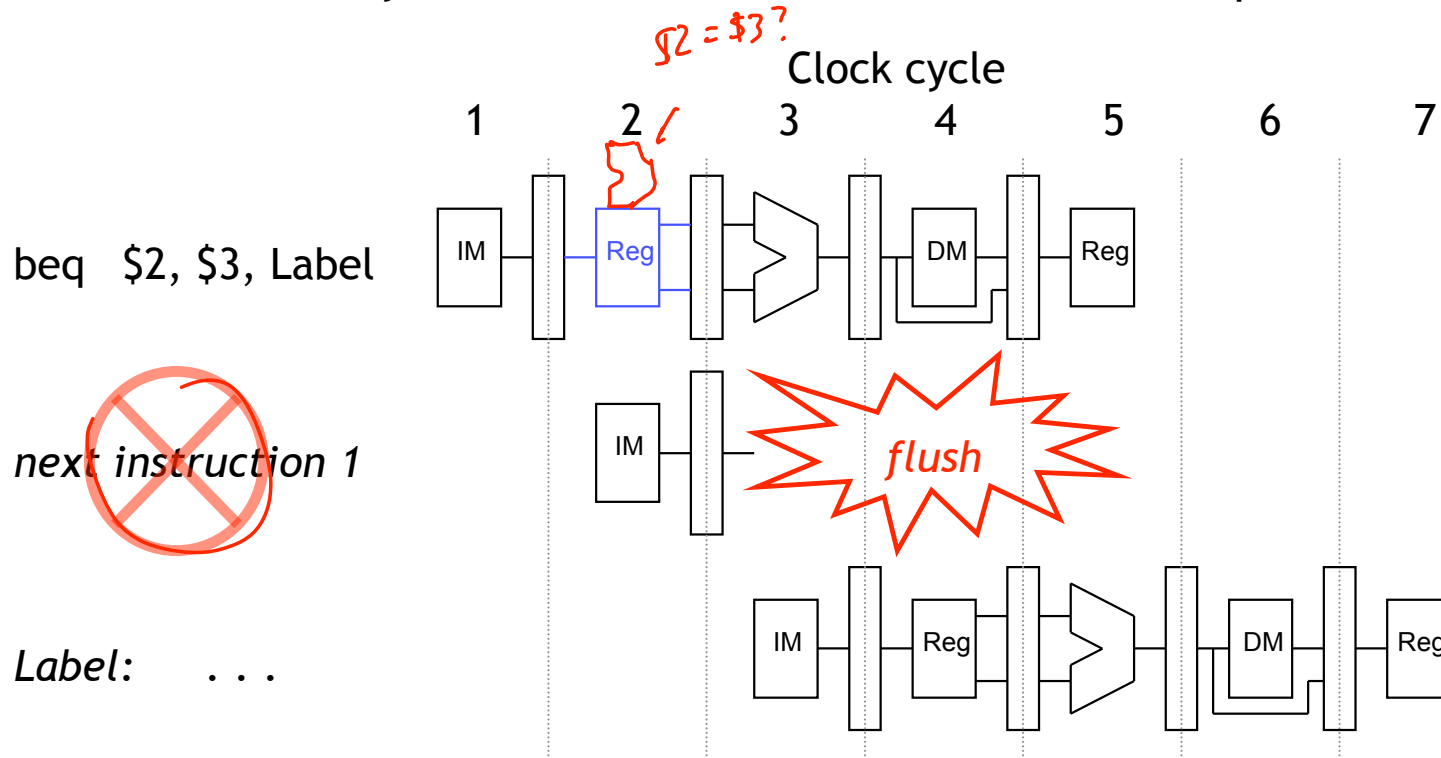 $2 = $3?
Clock cycle
1 2 3 4 5 6 7
beq $2, $3, Label
IM Reg DM Reg
next instruction 1
IM flush
Label: . . .
IM Reg DM Reg